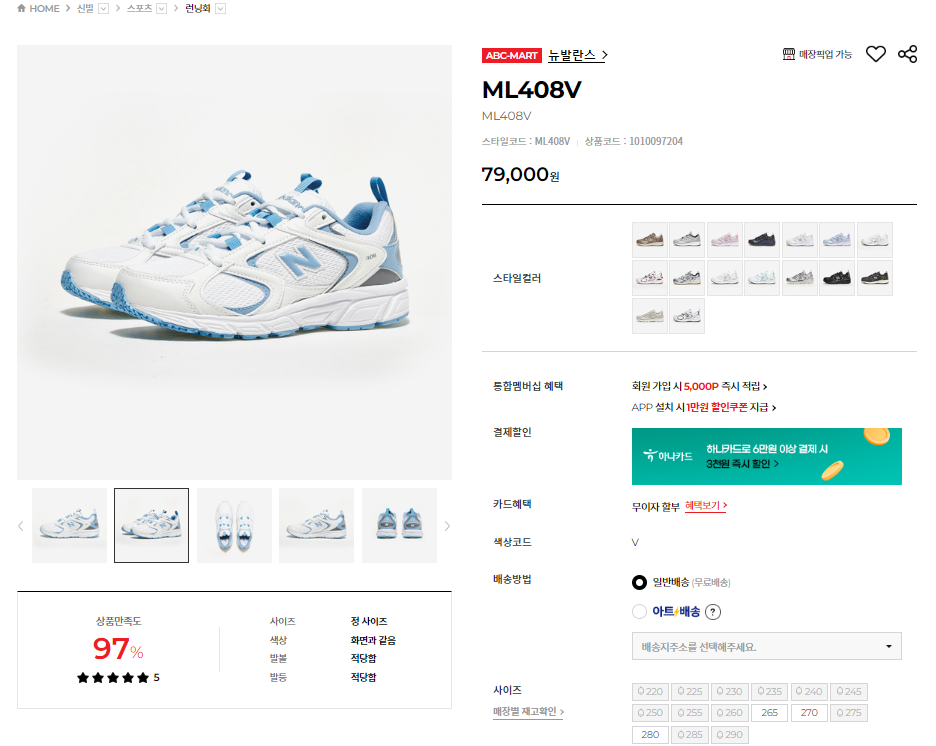 HOME > 신발 > 스포츠 > 런닝화
ABC-MART 뉴발란스 >
매장픽업 가능
ML408V
ML408V
스타일코드 : ML408V | 상품코드 : 1010097204
79,000원
스타일컬러
통합멤버십 혜택
회원 가입 시 5,000P 즉시 적립 >
APP 설치 시 1만원 할인쿠폰 지급 >
결제할인
하나카드
하나카드로 6만원 이상 결제 시
3천원 즉시 할인 >
카드혜택
무이자 할부 혜택보기 >
색상코드
V
배송방법
일반배송 (무료배송)
아트배송 ?
배송지주소를 선택해주세요.
사이즈
매장별 재고확인 >
220 225 230 235 240 245
250 255 260 265 270 275
280 285 290
상품만족도
97%
★★★★★ 5
사이즈 정 사이즈
색상 화면과 같음
발볼 적당함
발등 적당함